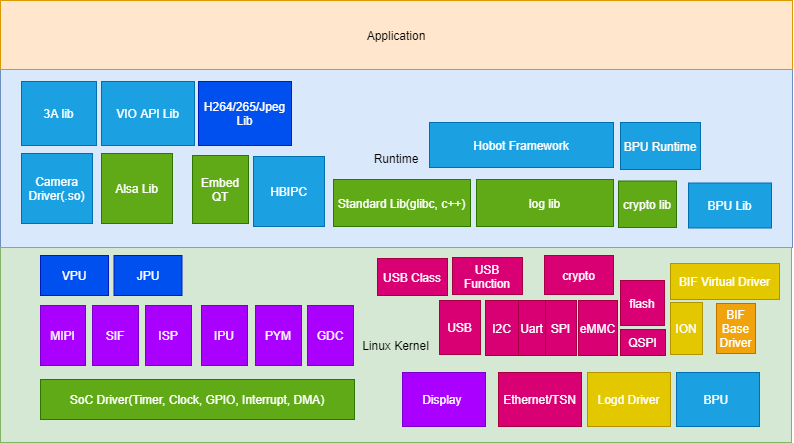 Application
3A lib
VIO API Lib
H264/265/Jpeg
Lib
Hobot Framework
BPU Runtime
Runtime
Camera
Driver(.so)
Alsa Lib
Embed
QT
HBIPC
Standard Lib(glibc, c++)
log lib
crypto lib
BPU Lib
VPU
JPU
USB Class
USB
Function
crypto
BIF Virtual Driver
flash
MIPI
SIF
ISP
IPU
PYM
GDC
Linux Kernel
USB
I2C
Uart
SPI
eMMC
QSPI
ION
BIF
Base
Driver
SoC Driver(Timer, Clock, GPIO, Interrupt, DMA)
Display
Ethernet/TSN
Logd Driver
BPU